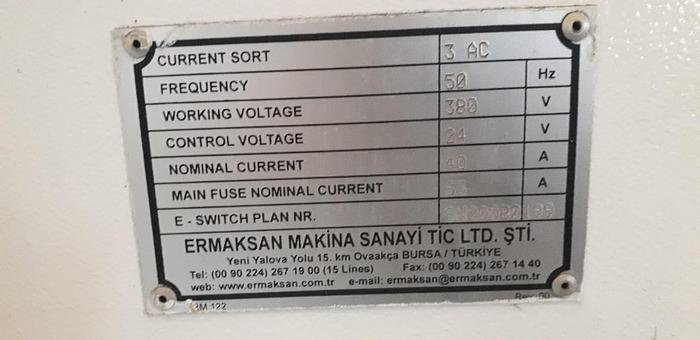 CURRENT SORT 3 AC
FREQUENCY 50 Hz
WORKING VOLTAGE 380 V
CONTROL VOLTAGE 24 V
NOMINAL CURRENT 40 A
MAIN FUSE NOMINAL CURRENT A
E - SWITCH PLAN NR.
ERMAKSAN MAKİNA SANAYİ TİC LTD. ŞTİ.
Yeni Yalova Yolu 15. km Ovaakça BURSA / TÜRKİYE
Tel: (00 90 224) 267 19 00 (15 Lines) Fax: (00 90 224) 267 14 40
web: www.ermaksan.com.tr e-mail: ermaksan@ermaksan.com.tr
122